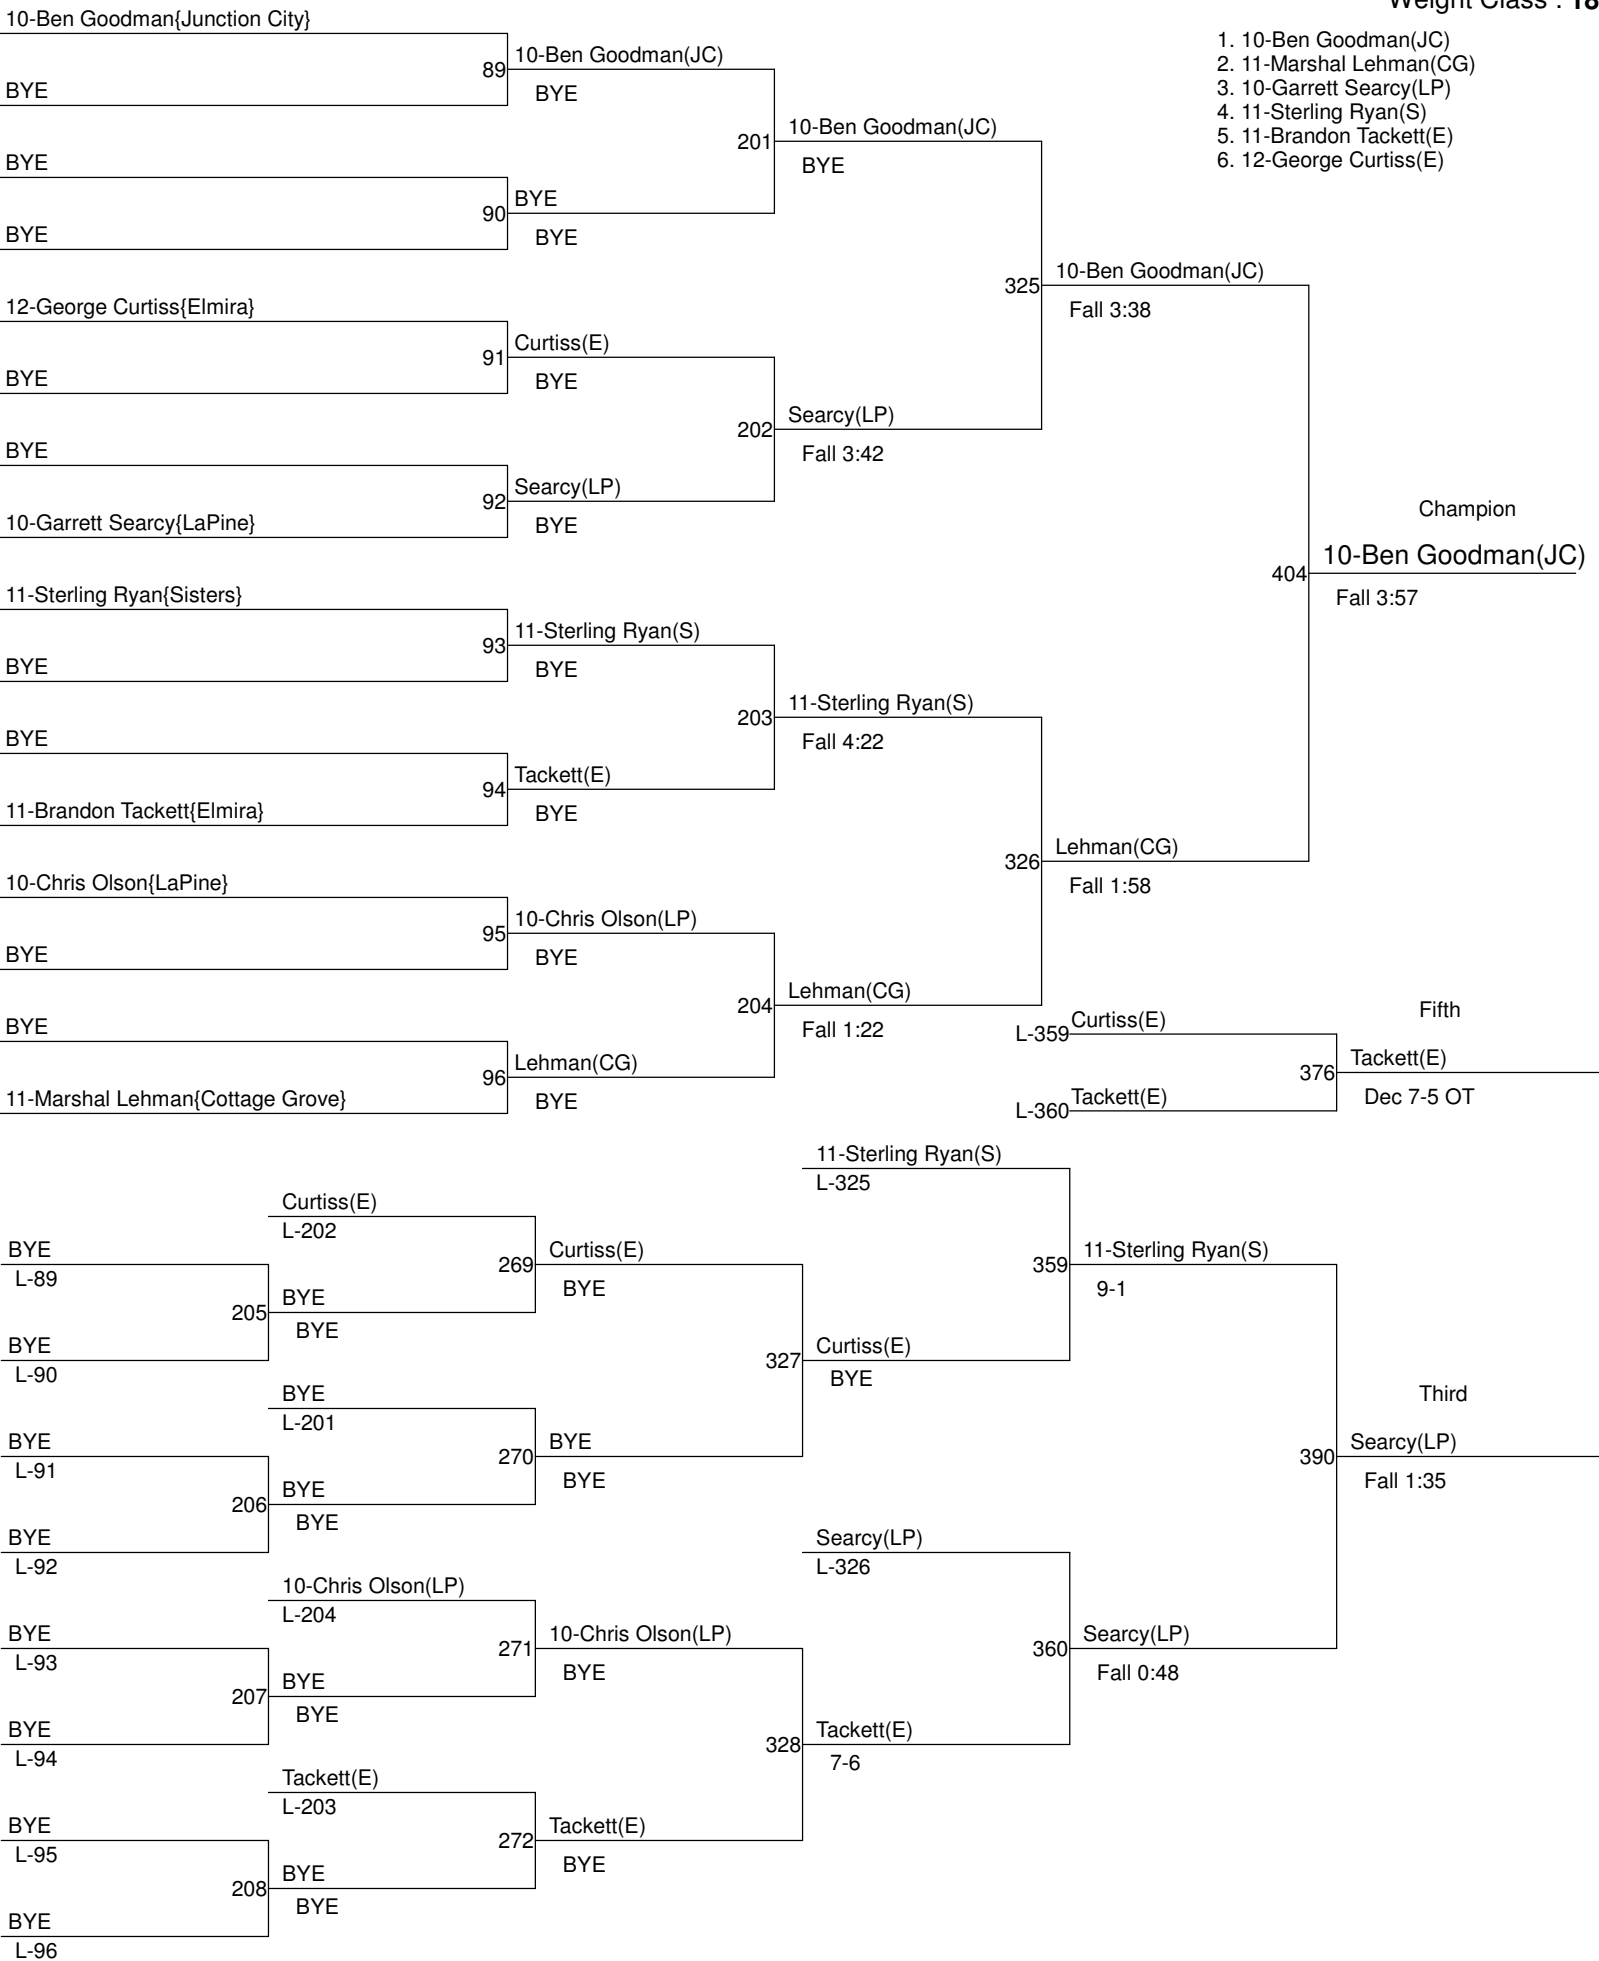 Weight Class : 18
1. 10-Ben Goodman(JC)
2. 11-Marshal Lehman(CG)
3. 10-Garrett Searcy(LP)
4. 11-Sterling Ryan(S)
5. 11-Brandon Tackett(E)
6. 12-George Curtiss(E)
10-Ben Goodman{Junction City}
89
BYE
10-Ben Goodman(JC)
BYE
BYE
90
BYE
BYE
BYE
201
10-Ben Goodman(JC)
BYE
12-George Curtiss{Elmira}
91
BYE
Curtiss(E)
BYE
BYE
92
10-Garrett Searcy{LaPine}
Searcy(LP)
BYE
202
Searcy(LP)
Fall 3:42
325
10-Ben Goodman(JC)
Fall 3:38
11-Sterling Ryan{Sisters}
93
BYE
11-Sterling Ryan(S)
BYE
BYE
94
11-Brandon Tackett{Elmira}
Tackett(E)
BYE
203
11-Sterling Ryan(S)
Fall 4:22
10-Chris Olson{LaPine}
95
BYE
10-Chris Olson(LP)
BYE
BYE
96
11-Marshal Lehman{Cottage Grove}
Lehman(CG)
BYE
204
Lehman(CG)
Fall 1:22
326
Lehman(CG)
Fall 1:58
Champion
404
10-Ben Goodman(JC)
Fall 3:57
Fifth
L-359
Curtiss(E)
L-360
Tackett(E)
376
Tackett(E)
Dec 7-5 OT
BYE
L-89
205
BYE
L-90
Curtiss(E)
L-202
269
BYE
BYE
Curtiss(E)
BYE
BYE
L-91
206
BYE
L-92
BYE
L-201
270
BYE
BYE
BYE
BYE
327
Curtiss(E)
BYE
11-Sterling Ryan(S)
L-325
359
11-Sterling Ryan(S)
9-1
BYE
L-93
207
BYE
L-94
10-Chris Olson(LP)
L-204
271
BYE
BYE
10-Chris Olson(LP)
BYE
BYE
L-95
208
BYE
L-96
Tackett(E)
L-203
272
BYE
BYE
Tackett(E)
BYE
328
Tackett(E)
7-6
Searcy(LP)
L-326
360
Searcy(LP)
Fall 0:48
Third
390
Searcy(LP)
Fall 1:35